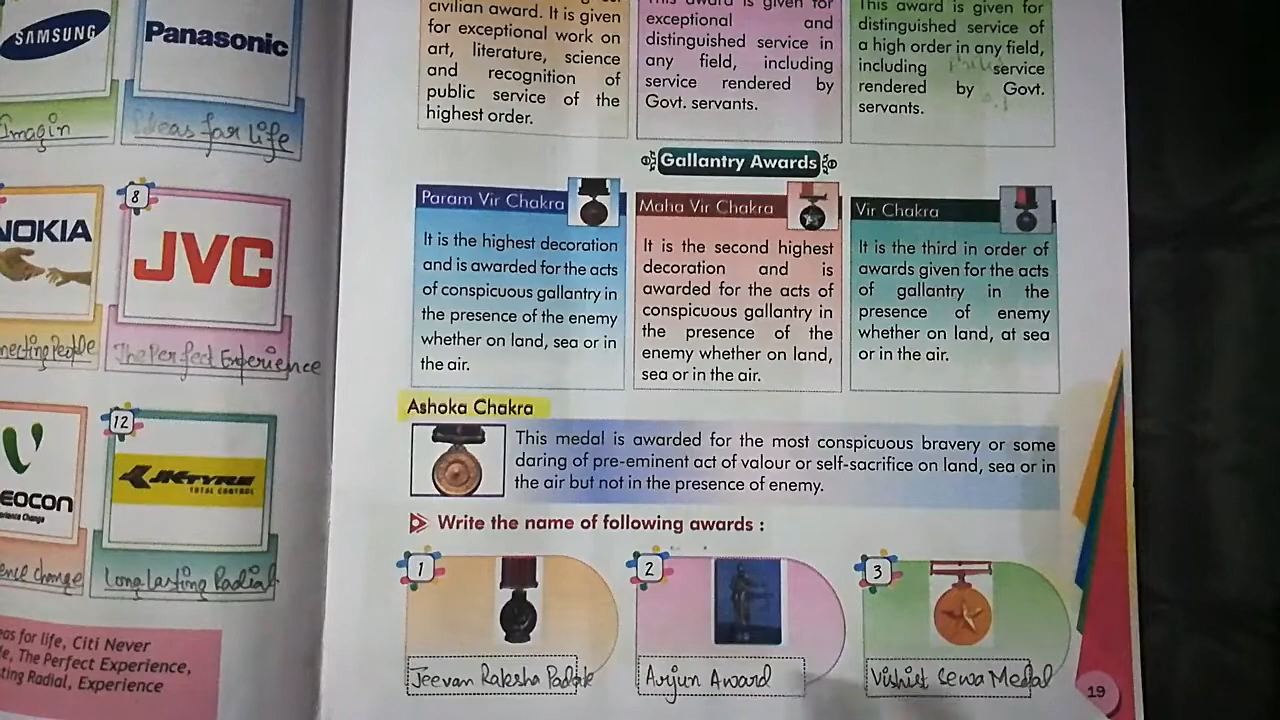 SAMSUNG
Imagin
Panasonic
Ideas for Life
NOKIA
necting People
8
JVC
The Perfect Experience
EOCON
perience Change
ence change
12
JK TYRE
TOTAL CONTROL
Long Lasting Radial
eas for life, Citi Never
le, The Perfect Experience,
ting Radial, Experience
civilian award. It is given
for exceptional work on
art, literature, science
and recognition of
public service of the
highest order.
This award is given for
exceptional and
distinguished service in
any field, including
service rendered by
Govt. servants.
This award is given for
distinguished service of
a high order in any field,
including service
rendered by Govt.
servants.
Gallantry Awards
Param Vir Chakra
It is the highest decoration
and is awarded for the acts
of conspicuous gallantry in
the presence of the enemy
whether on land, sea or in
the air.
Maha Vir Chakra
It is the second highest
decoration and is
awarded for the acts of
conspicuous gallantry in
the presence of the
enemy whether on land,
sea or in the air.
Vir Chakra
It is the third in order of
awards given for the acts
of gallantry in the
presence of enemy
whether on land, at sea
or in the air.
Ashoka Chakra
This medal is awarded for the most conspicuous bravery or some
daring of pre-eminent act of valour or self-sacrifice on land, sea or in
the air but not in the presence of enemy.
Write the name of following awards :
1
Jeevan Raksha Padak
2
Arjun Award
3
Vishist Sewa Medal
19